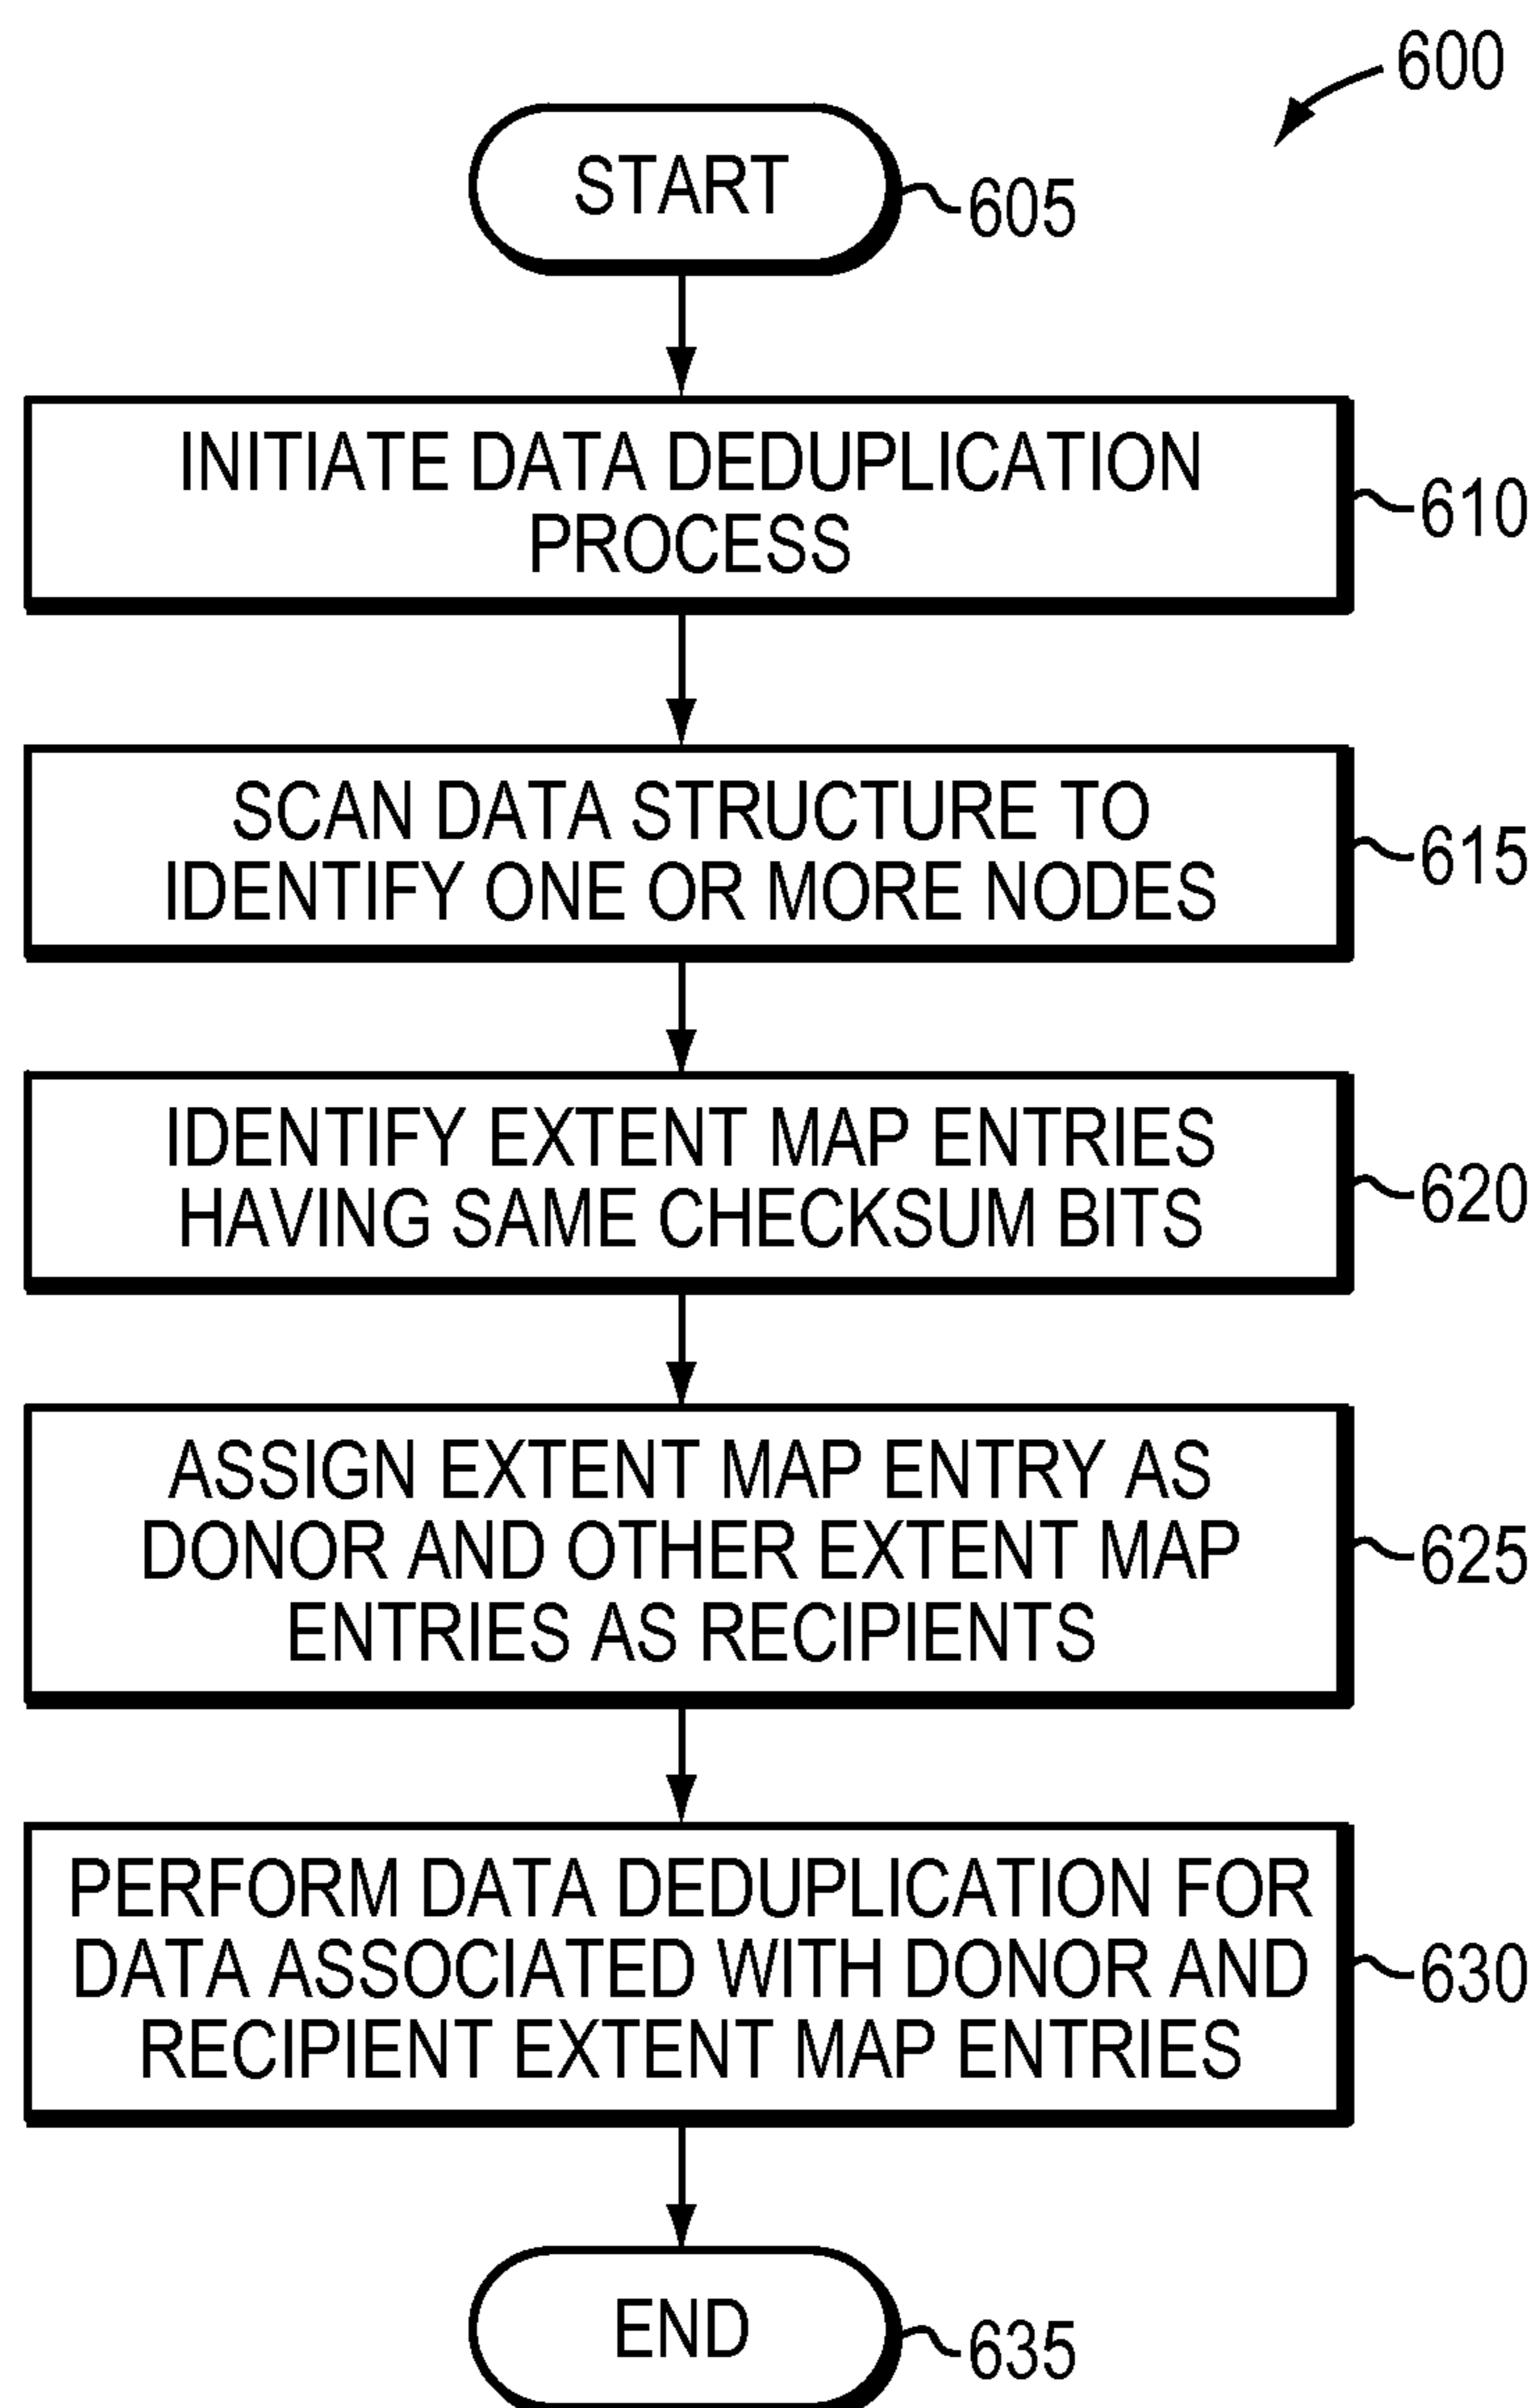 600
START
605
INITIATE DATA DEDUPLICATION
PROCESS
610
SCAN DATA STRUCTURE TO
IDENTIFY ONE OR MORE NODES
615
IDENTIFY EXTENT MAP ENTRIES
HAVING SAME CHECKSUM BITS
620
ASSIGN EXTENT MAP ENTRY AS
DONOR AND OTHER EXTENT MAP
ENTRIES AS RECIPIENTS
625
PERFORM DATA DEDUPLICATION FOR
DATA ASSOCIATED WITH DONOR AND
RECIPIENT EXTENT MAP ENTRIES
630
END
635